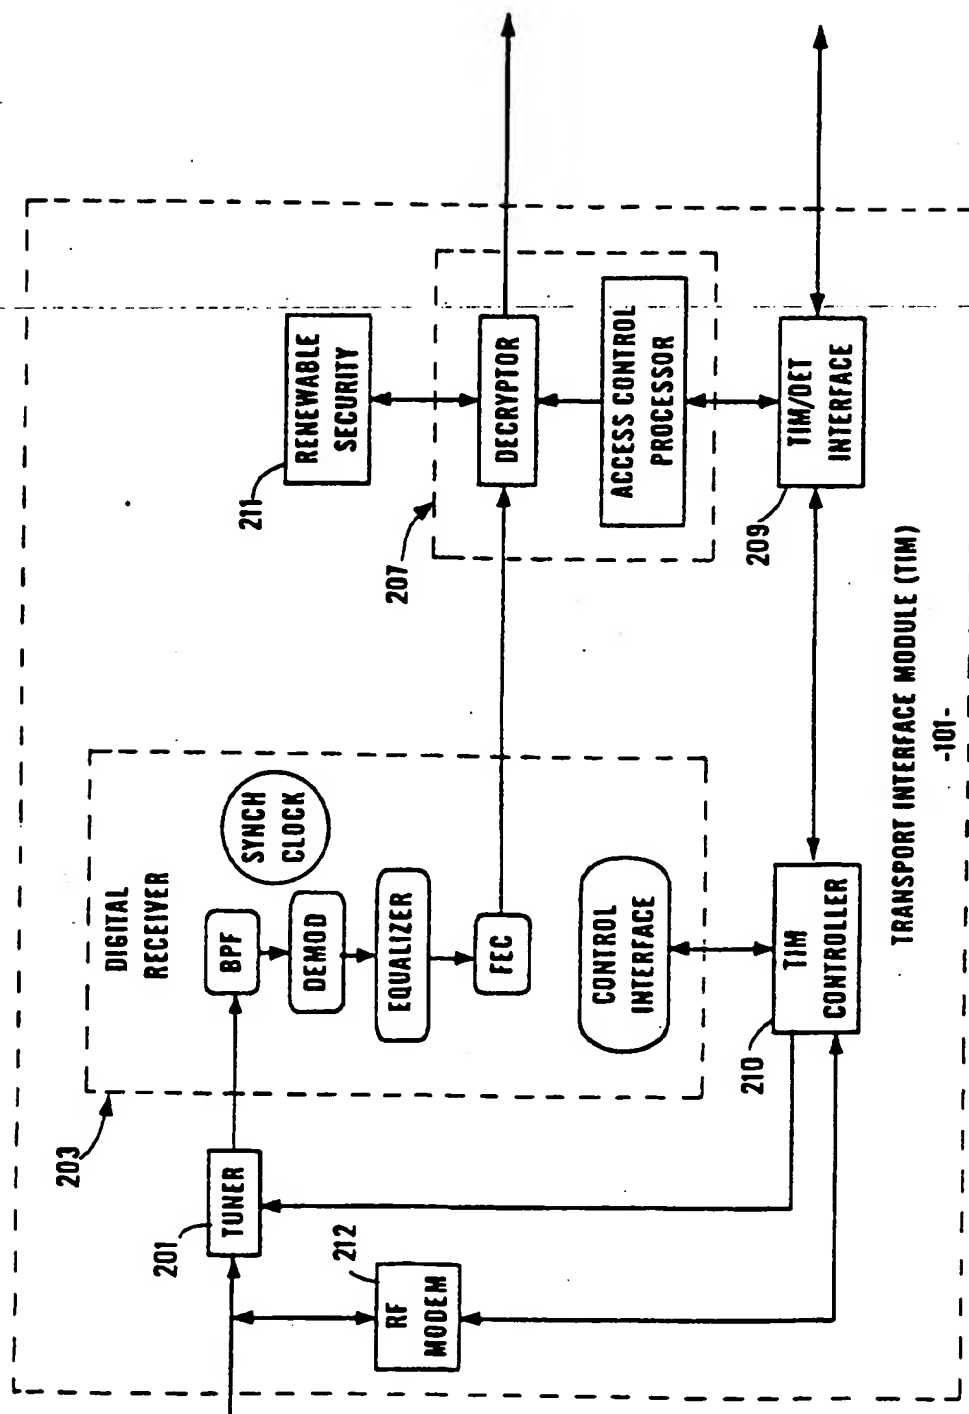 DIGITAL
RECEIVER
203
201
TUNER
BPF
SYNCH
CLOCK
DEMOD
EQUALIZER
FEC
212
RF
MODEM
CONTROL
INTERFACE
210
TIM
CONTROLLER
211
RENEWABLE
SECURITY
207
DECRYPTOR
ACCESS CONTROL
PROCESSOR
209
TIM/DET
INTERFACE
TRANSPORT INTERFACE MODULE (TIM)
-101-